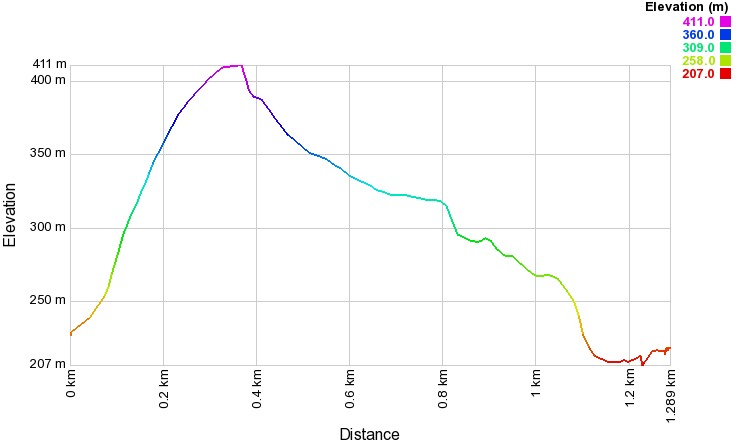 Elevation (m)
411.0
360.0
309.0
258.0
207.0
411 m
400 m
350 m
300 m
250 m
207 m
Elevation
0 km
0.2 km
0.4 km
0.6 km
0.8 km
1 km
1.2 km
1.289 km
Distance